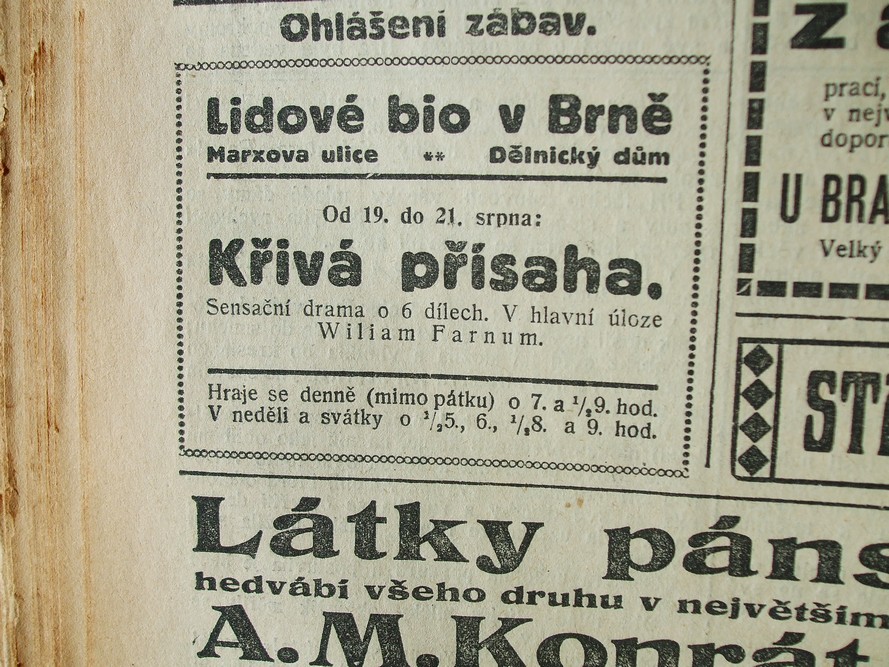 Ohlášení zábav.
Lidové bio v Brně
Marxova ulice ** Dělnický dům
Od 19. do 21. srpna:
Křivá přísaha.
Sensační drama o 6 dílech. V hlavní úloze
Wiliam Farnum.
Hraje se denně (mimo pátku) o 7. a ½9. hod.
V neděli a svátky o ½5., 6., ½8. a 9. hod.
prací,
v nejv
dopor
U BRA
Velký
Látky páns
hedvábí všeho druhu v největším
A. M. Konrát